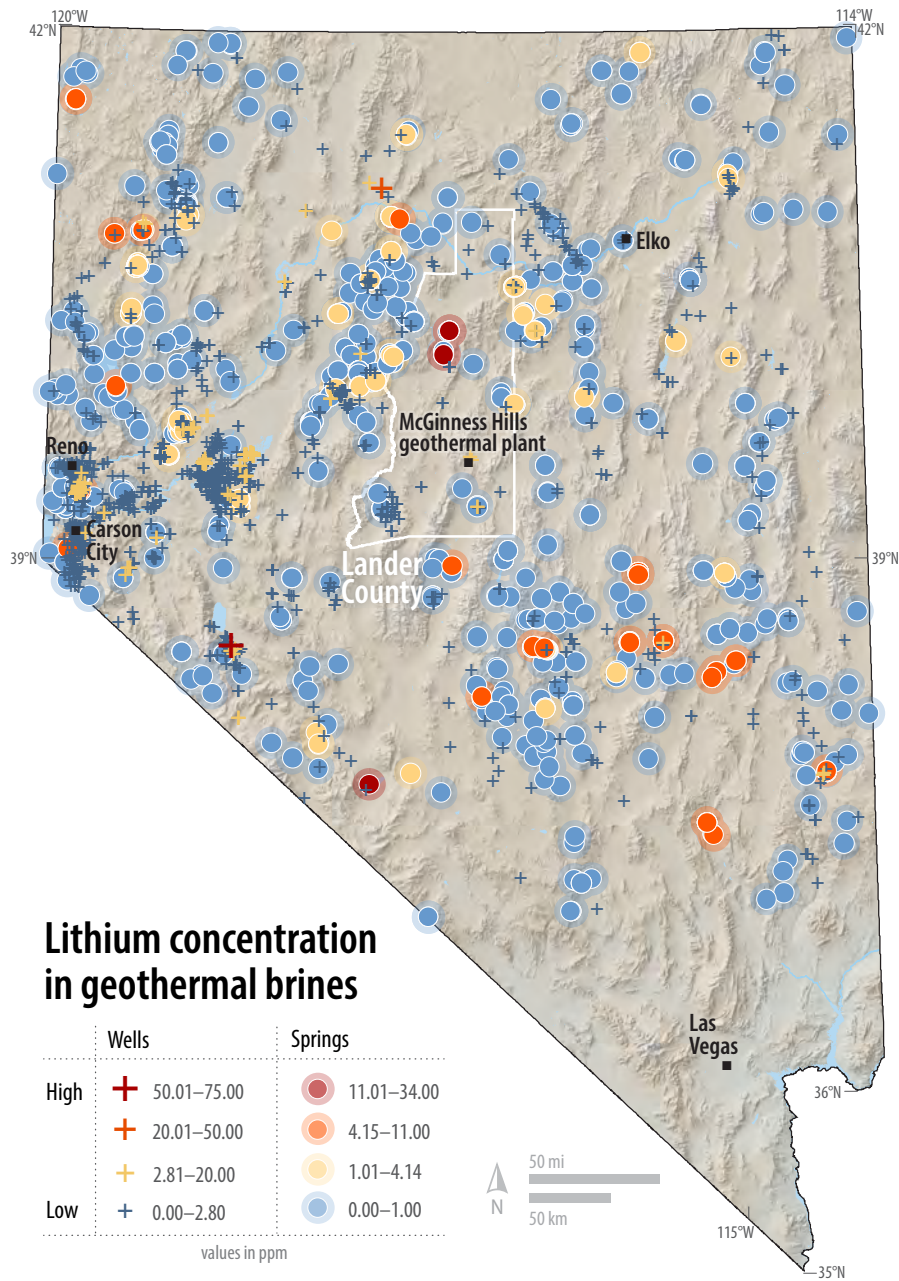 120°W
114°W
42°N
42°N
Elko
McGinness Hills
geothermal plant
Reno
Carson
City
39°N
39°N
Lander
County
Lithium concentration
in geothermal brines
Las
Vegas
Wells
Springs
High
50.01–75.00
11.01–34.00
20.01–50.00
4.15–11.00
2.81–20.00
1.01–4.14
Low
0.00–2.80
0.00–1.00
values in ppm
N
50 mi
50 km
36°N
115°W
35°N